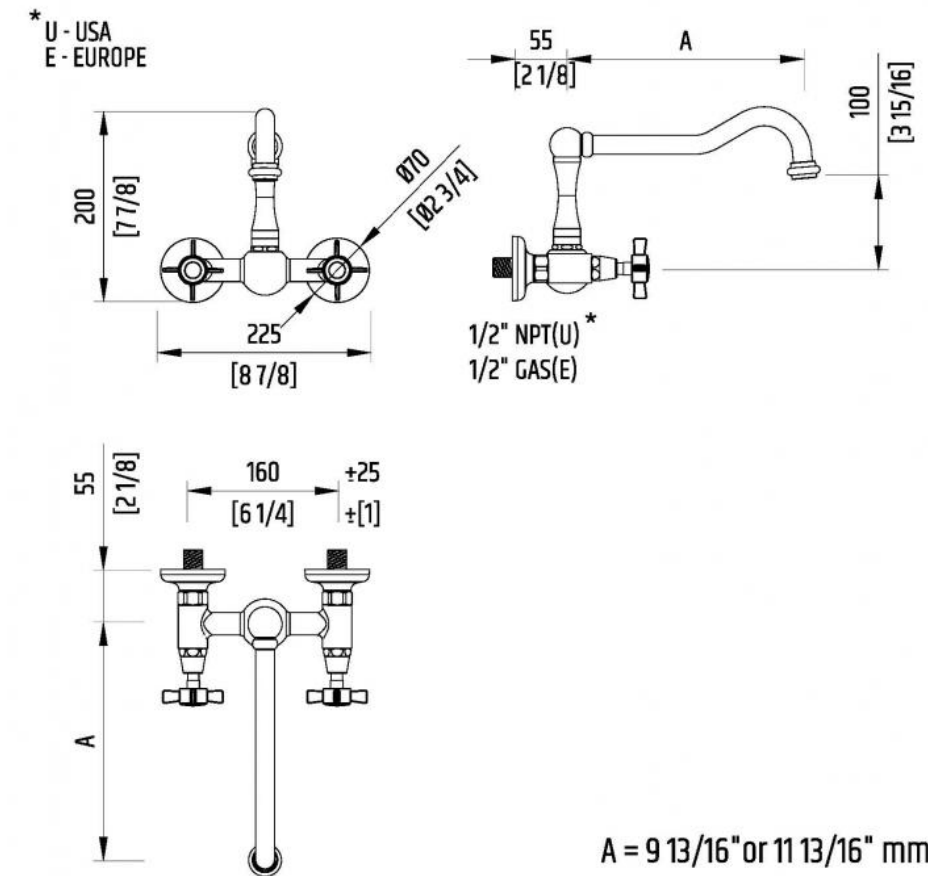 * U - USA
E - EUROPE
55
[2 1/8]
A
100
[3 15/16]
200
[7 7/8]
Ø70
[Ø2 3/4]
225
[8 7/8]
1/2" NPT(U) *
1/2" GAS(E)
55
[2 1/8]
160 ±25
[6 1/4] ±[1]
A
A = 9 13/16" or 11 13/16" mm